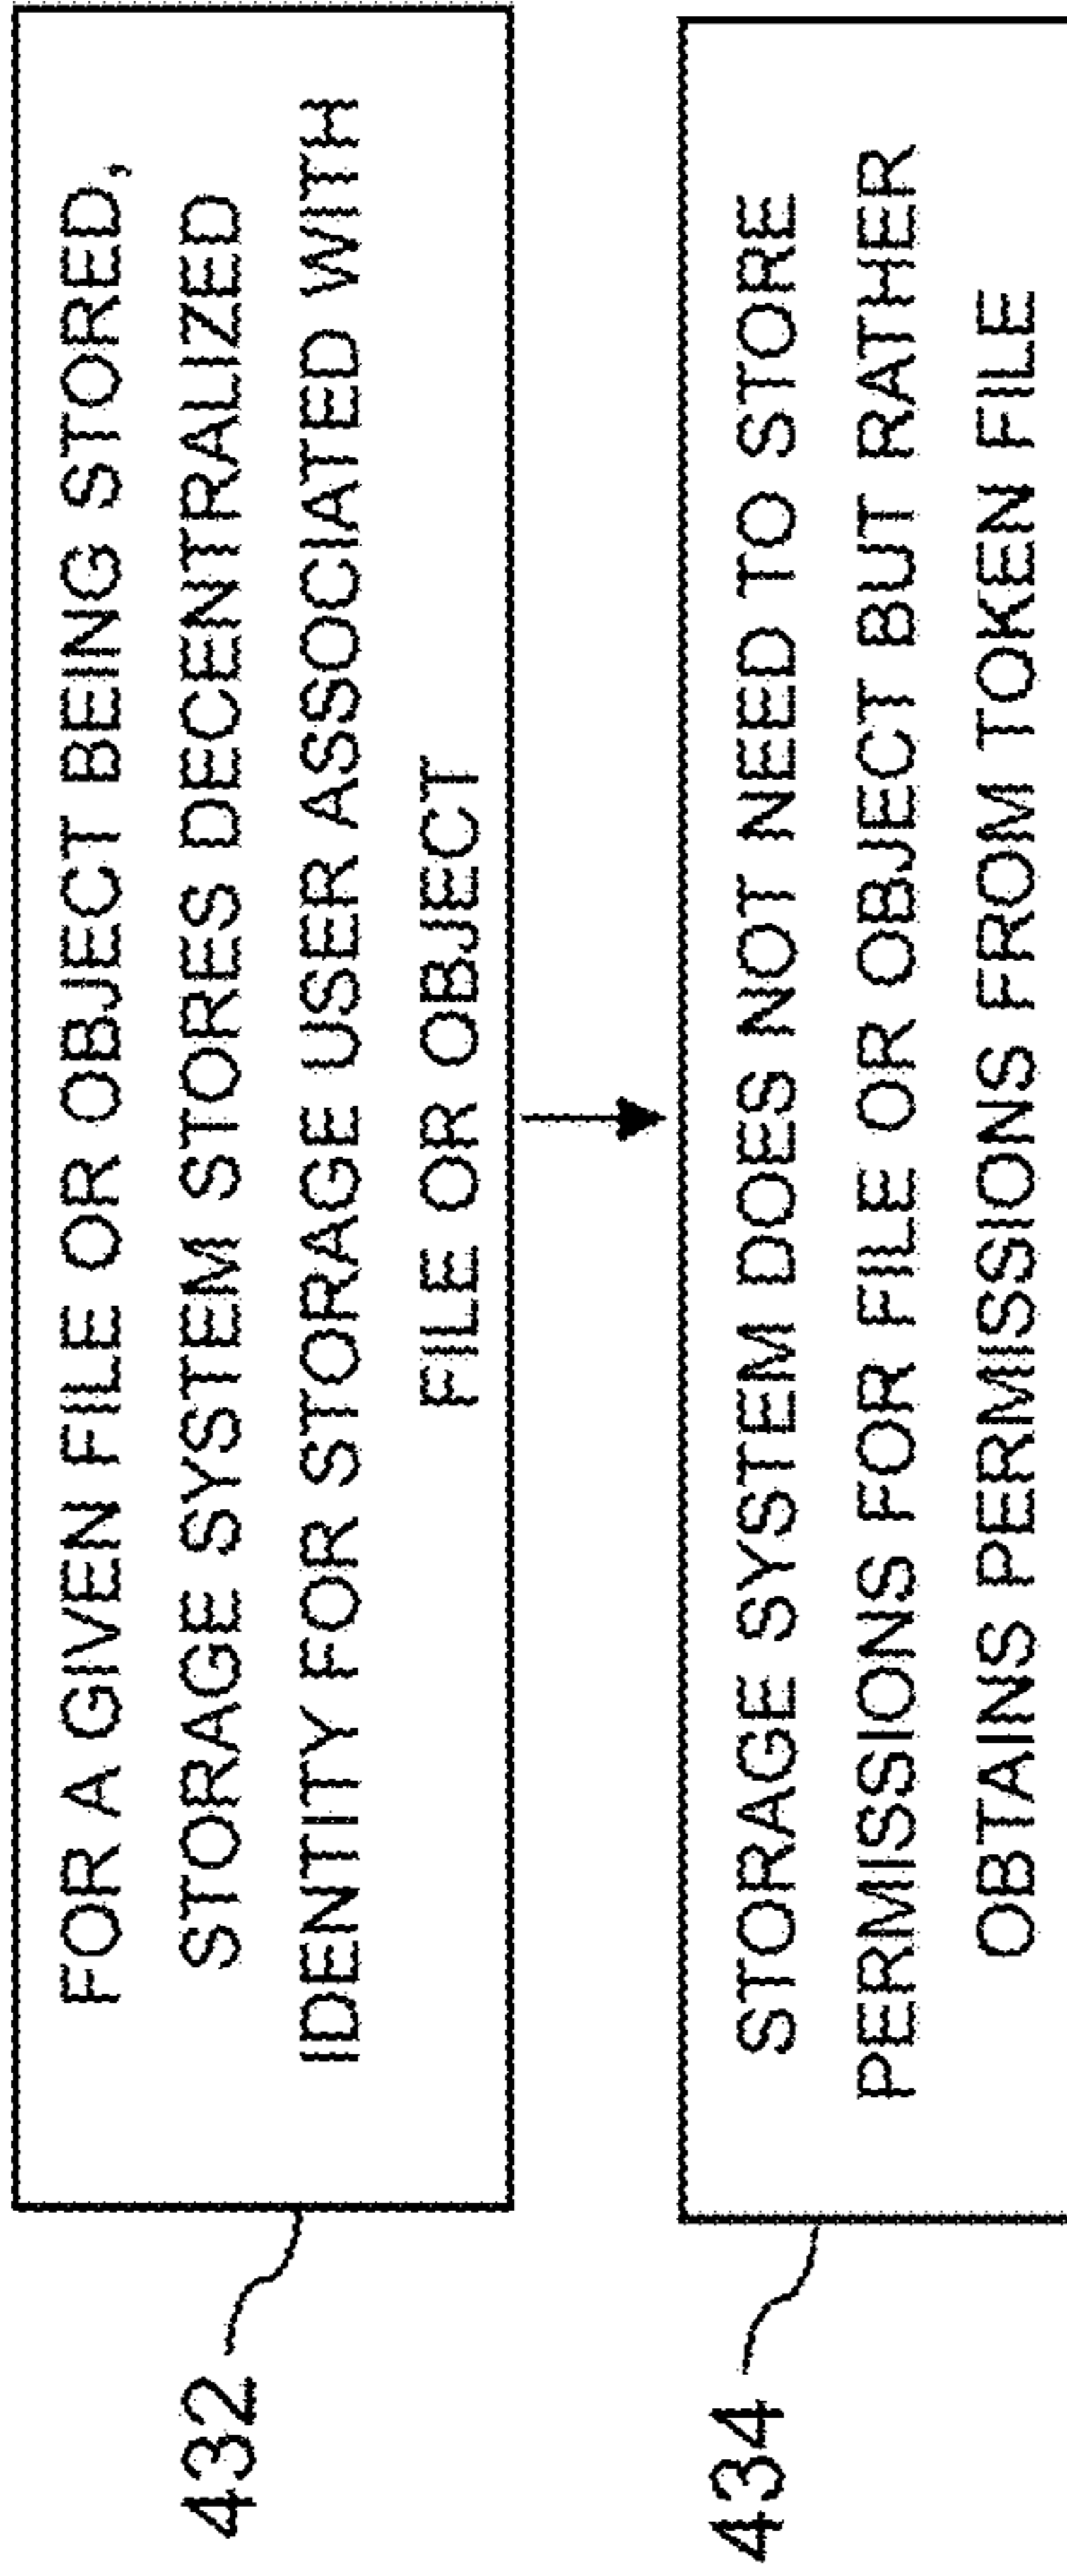 432
FOR A GIVEN FILE OR OBJECT BEING STORED,
STORAGE SYSTEM STORES DECENTRALIZED
IDENTITY FOR STORAGE USER ASSOCIATED WITH
FILE OR OBJECT
434
STORAGE SYSTEM DOES NOT NEED TO STORE
PERMISSIONS FOR FILE OR OBJECT BUT RATHER
OBTAINS PERMISSIONS FROM TOKEN FILE